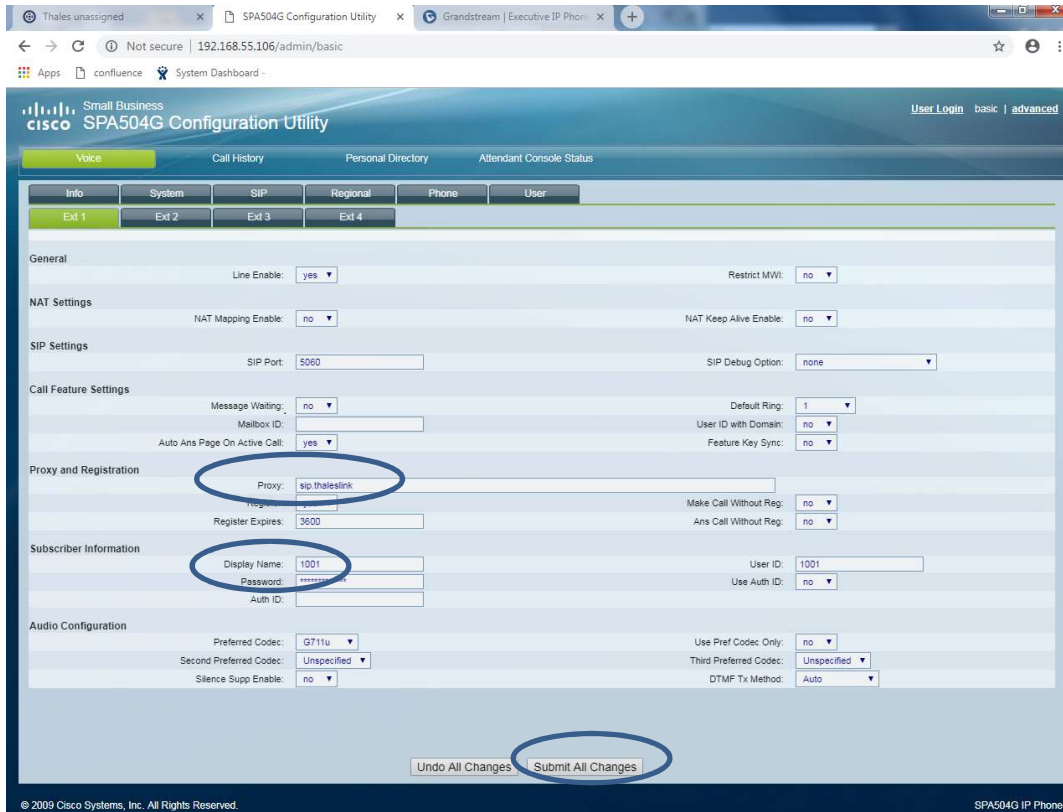 Thales unassigned
SPA504G Configuration Utility
Grandstream | Executive IP Phon
Not secure | 192.168.55.106/admin/basic
Apps confluence System Dashboard -
Small Business
cisco SPA504G Configuration Utility
User Login basic | advanced
Voice Call History Personal Directory Attendant Console Status
Info System SIP Regional Phone User
Ext 1 Ext 2 Ext 3 Ext 4
General
Line Enable: yes Restrict MWI: no
NAT Settings
NAT Mapping Enable: no NAT Keep Alive Enable: no
SIP Settings
SIP Port: 5060 SIP Debug Option: none
Call Feature Settings
Message Waiting: no Default Ring: 1
Mailbox ID: User ID with Domain: no
Auto Ans Page On Active Call: yes Feature Key Sync: no
Proxy and Registration
Proxy: sip.thaleslink
Register: yes Make Call Without Reg: no
Register Expires: 3600 Ans Call Without Reg: no
Subscriber Information
Display Name: 1001 User ID: 1001
Password: ************* Use Auth ID: no
Auth ID:
Audio Configuration
Preferred Codec: G711u Use Pref Codec Only: no
Second Preferred Codec: Unspecified Third Preferred Codec: Unspecified
Silence Supp Enable: no DTMF Tx Method: Auto
Undo All Changes Submit All Changes
© 2009 Cisco Systems, Inc. All Rights Reserved. SPA504G IP Phone